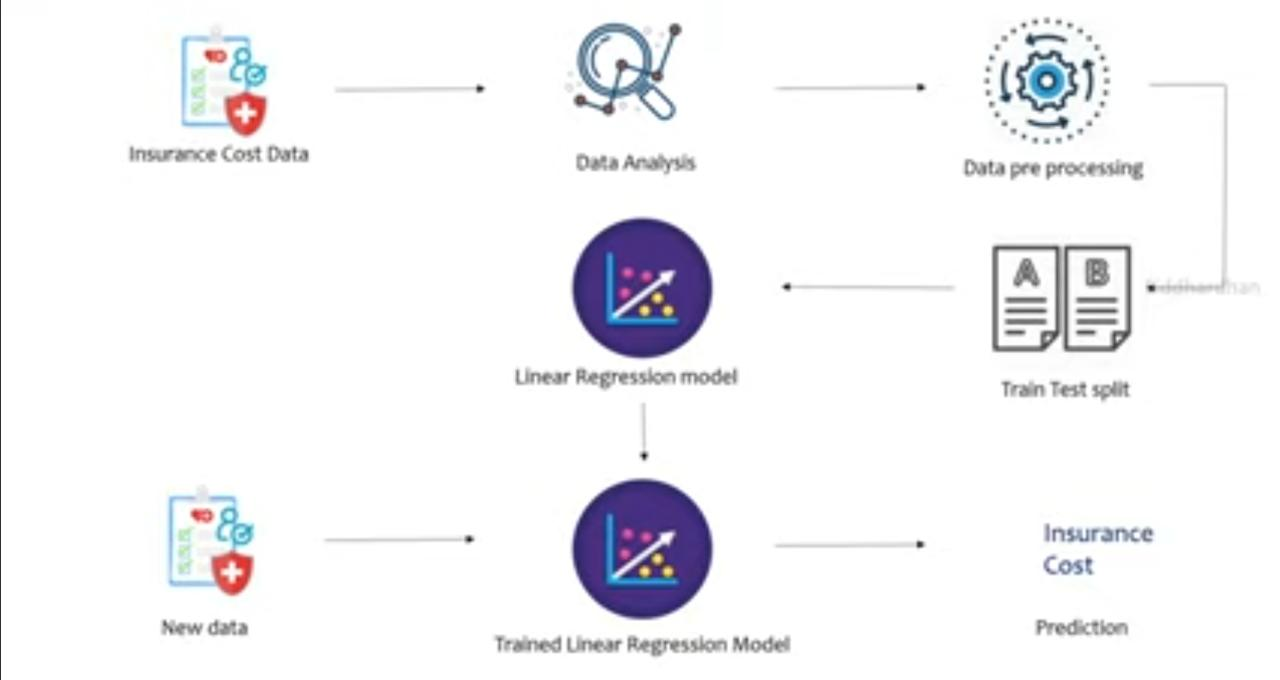 Insurance Cost Data
Data Analysis
Data pre processing
Linear Regression model
A
B
Train Test split
New data
Trained Linear Regression Model
Insurance
Cost
Prediction